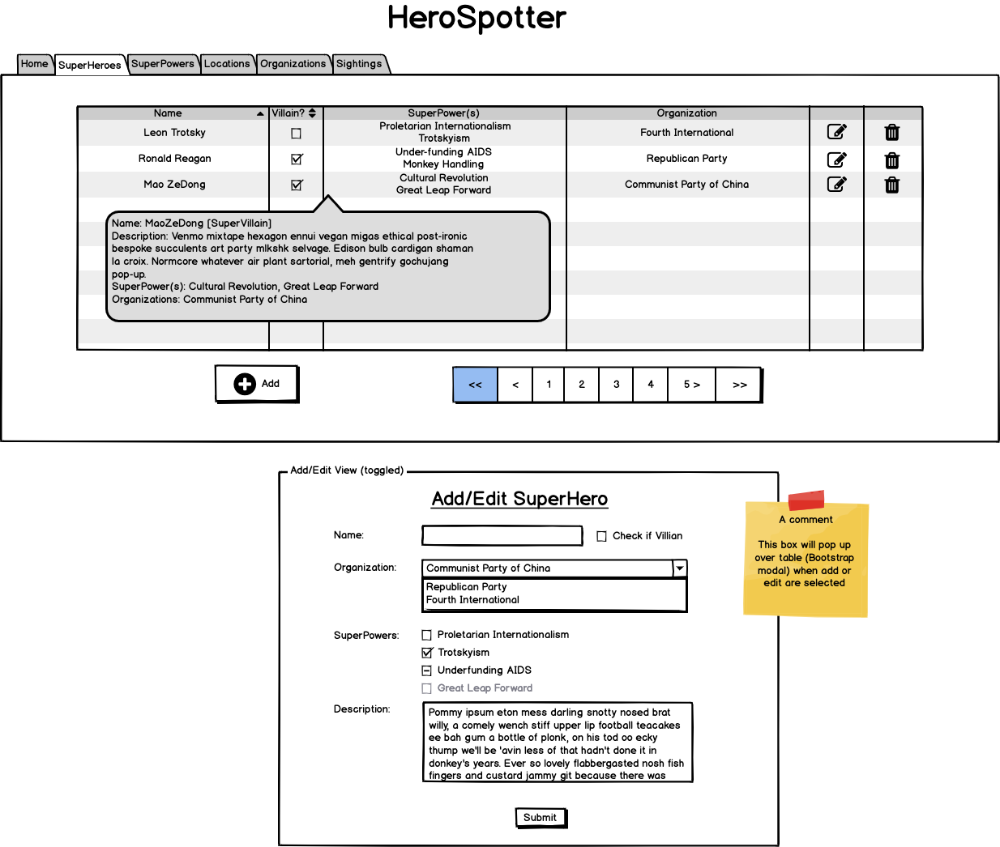 HeroSpotter
Home SuperHeroes SuperPowers Locations Organizations Sightings
Name Villain? SuperPower(s) Organization
Leon Trotsky Proletarian Internationalism Fourth International
Trotskyism
Ronald Reagan Under-funding AIDS Republican Party
Monkey Handling
Mao ZeDong Cultural Revolution Communist Party of China
Great Leap Forward
Name: MaoZeDong [SuperVillain]
Description: Venmo mixtape hexagon ennui vegan migas ethical post-ironic
bespoke succulents art party mlkshk selvage. Edison bulb cardigan shaman
la croix. Normcore whatever air plant sartorial, meh gentrify gochujang
pop-up.
SuperPower(s): Cultural Revolution, Great Leap Forward
Organizations: Communist Party of China
Add << < 1 2 3 4 5 > >>
Add/Edit View (toggled)
Add/Edit SuperHero
Name: Check if Villian
Organization: Communist Party of China
Republican Party
Fourth International
SuperPowers: Proletarian Internationalism
Trotskyism
Underfunding AIDS
Great Leap Forward
Description: Pommy ipsum eton mess darling snotty nosed brat
willy, a comely wench stiff upper lip football teacakes
ee bah gum a bottle of plonk, on his tod oo ecky
thump we'll be 'avin less of that hadn't done it in
donkey's years. Ever so lovely flabbergasted nosh fish
fingers and custard jammy git because there was
Submit
A comment
This box will pop up
over table (Bootstrap
modal) when add or
edit are selected